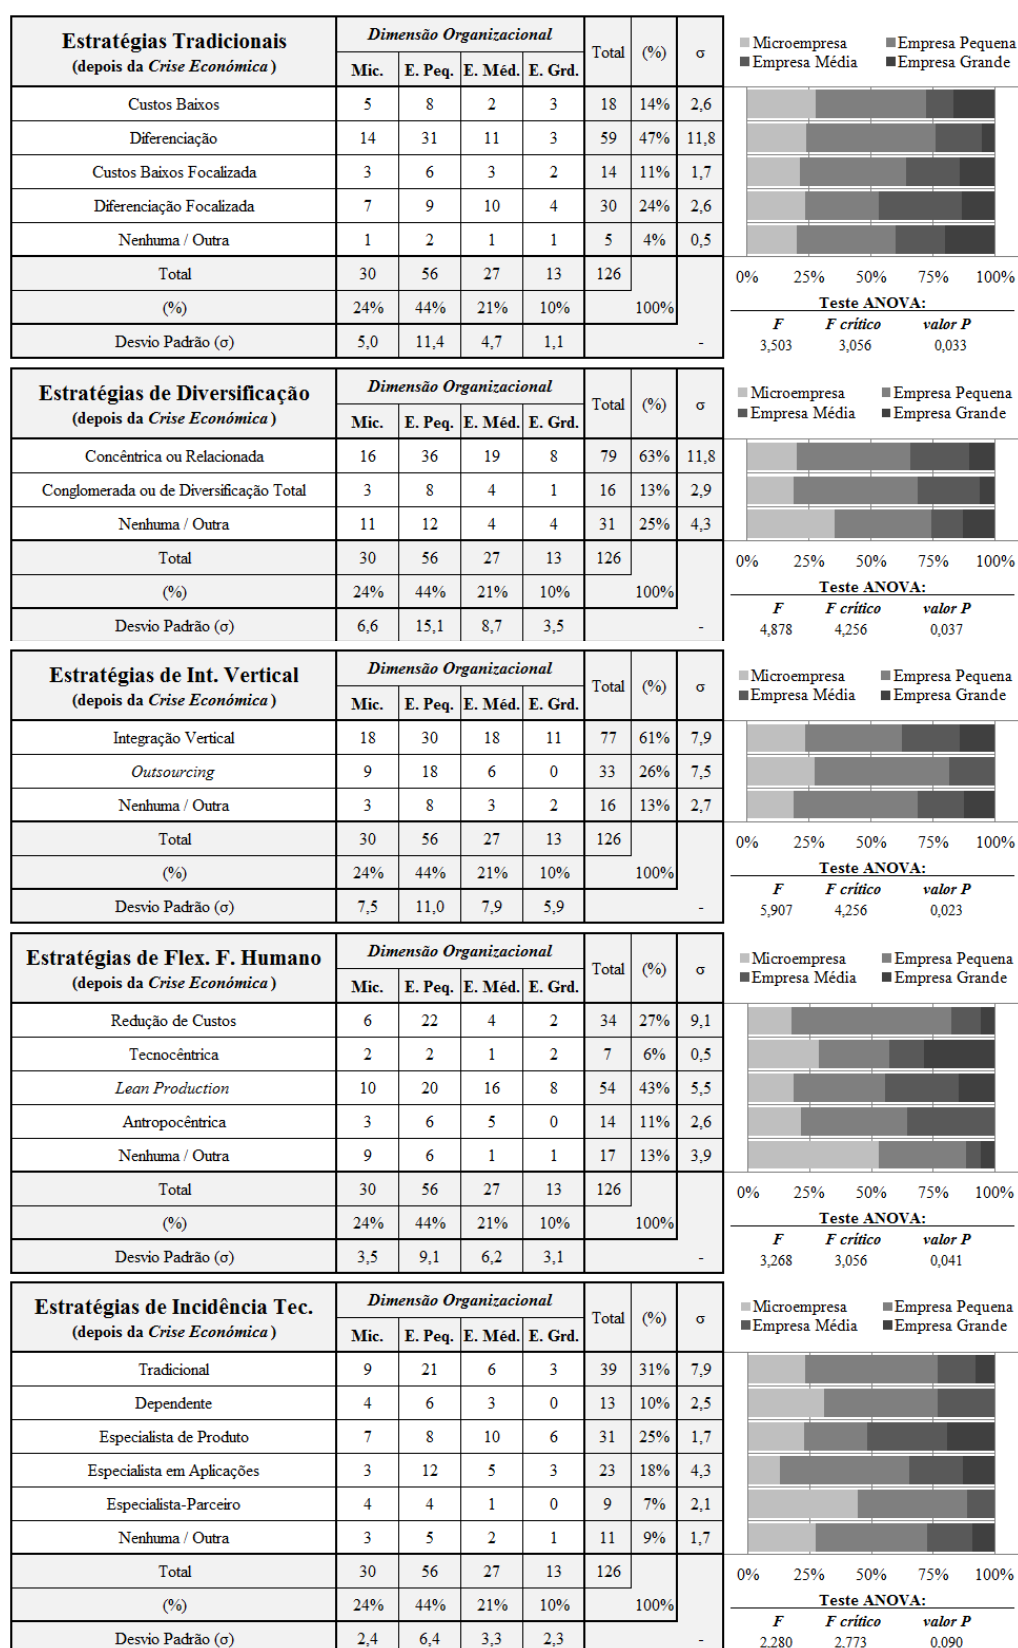 Estratégias Tradicionais
(depois da Crise Económica)
Dimensão Organizacional
Total (%) σ
Mic. E. Peq. E. Méd. E. Grd.
Microempresa Empresa Pequena
Empresa Média Empresa Grande
Custos Baixos 5 8 2 3 18 14% 2,6
Diferenciação 14 31 11 3 59 47% 11,8
Custos Baixos Focalizada 3 6 3 2 14 11% 1,7
Diferenciação Focalizada 7 9 10 4 30 24% 2,6
Nenhuma / Outra 1 2 1 1 5 4% 0,5
Total 30 56 27 13 126
(%) 24% 44% 21% 10% 100%
Desvio Padrão (σ) 5,0 11,4 4,7 1,1 -
0% 25% 50% 75% 100%
Teste ANOVA:
F F crítico valor P
3,503 3,056 0,033
Estratégias de Diversificação
(depois da Crise Económica)
Dimensão Organizacional
Total (%) σ
Mic. E. Peq. E. Méd. E. Grd.
Microempresa Empresa Pequena
Empresa Média Empresa Grande
Concêntrica ou Relacionada 16 36 19 8 79 63% 11,8
Conglomerada ou de Diversificação Total 3 8 4 1 16 13% 2,9
Nenhuma / Outra 11 12 4 4 31 25% 4,3
Total 30 56 27 13 126
(%) 24% 44% 21% 10% 100%
Desvio Padrão (σ) 6,6 15,1 8,7 3,5 -
0% 25% 50% 75% 100%
Teste ANOVA:
F F crítico valor P
4,878 4,256 0,037
Estratégias de Int. Vertical
(depois da Crise Económica)
Dimensão Organizacional
Total (%) σ
Mic. E. Peq. E. Méd. E. Grd.
Microempresa Empresa Pequena
Empresa Média Empresa Grande
Integração Vertical 18 30 18 11 77 61% 7,9
Outsourcing 9 18 6 0 33 26% 7,5
Nenhuma / Outra 3 8 3 2 16 13% 2,7
Total 30 56 27 13 126
(%) 24% 44% 21% 10% 100%
Desvio Padrão (σ) 7,5 11,0 7,9 5,9 -
0% 25% 50% 75% 100%
Teste ANOVA:
F F crítico valor P
5,907 4,256 0,023
Estratégias de Flex. F. Humano
(depois da Crise Económica)
Dimensão Organizacional
Total (%) σ
Mic. E. Peq. E. Méd. E. Grd.
Microempresa Empresa Pequena
Empresa Média Empresa Grande
Redução de Custos 6 22 4 2 34 27% 9,1
Tecnocêntrica 2 2 1 2 7 6% 0,5
Lean Production 10 20 16 8 54 43% 5,5
Antropocêntrica 3 6 5 0 14 11% 2,6
Nenhuma / Outra 9 6 1 1 17 13% 3,9
Total 30 56 27 13 126
(%) 24% 44% 21% 10% 100%
Desvio Padrão (σ) 3,5 9,1 6,2 3,1 -
0% 25% 50% 75% 100%
Teste ANOVA:
F F crítico valor P
3,268 3,056 0,041
Estratégias de Incidência Tec.
(depois da Crise Económica)
Dimensão Organizacional
Total (%) σ
Mic. E. Peq. E. Méd. E. Grd.
Microempresa Empresa Pequena
Empresa Média Empresa Grande
Tradicional 9 21 6 3 39 31% 7,9
Dependente 4 6 3 0 13 10% 2,5
Especialista de Produto 7 8 10 6 31 25% 1,7
Especialista em Aplicações 3 12 5 3 23 18% 4,3
Especialista-Parceiro 4 4 1 0 9 7% 2,1
Nenhuma / Outra 3 5 2 1 11 9% 1,7
Total 30 56 27 13 126
(%) 24% 44% 21% 10% 100%
Desvio Padrão (σ) 2,4 6,4 3,3 2,3 -
0% 25% 50% 75% 100%
Teste ANOVA:
F F crítico valor P
2,280 2,773 0,090